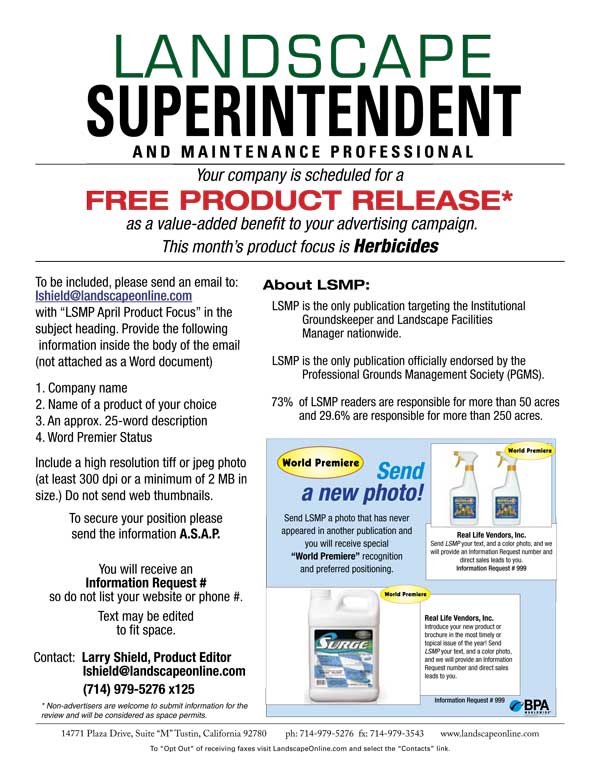 LANDSCAPE
SUPERINTENDENT
AND MAINTENANCE PROFESSIONAL
Your company is scheduled for a
FREE PRODUCT RELEASE*
as a value-added benefit to your advertising campaign.
This month's product focus is Herbicides
To be included, please send an email to:
lshield@landscapeonline.com
with “LSMP April Product Focus” in the
subject heading. Provide the following
information inside the body of the email
(not attached as a Word document)
1. Company name
2. Name of a product of your choice
3. An approx. 25-word description
4. Word Premier Status
Include a high resolution tiff or jpeg photo
(at least 300 dpi or a minimum of 2 MB in
size.) Do not send web thumbnails.
To secure your position please
send the information A.S.A.P.
You will receive an
Information Request #
so do not list your website or phone #.
Text may be edited
to fit space.
Contact: Larry Shield, Product Editor
lshield@landscapeonline.com
(714) 979-5276 x125
* Non-advertisers are welcome to submit information for the
review and will be considered as space permits.
About LSMP:
LSMP is the only publication targeting the Institutional
Groundskeeper and Landscape Facilities
Manager nationwide.
LSMP is the only publication officially endorsed by the
Professional Grounds Management Society (PGMS).
73% of LSMP readers are responsible for more than 50 acres
and 29.6% are responsible for more than 250 acres.
World Premiere
Send
a new photo!
Send LSMP a photo that has never
appeared in another publication and
you will receive special
“World Premiere” recognition
and preferred positioning.
World Premiere
Real Life Vendors, Inc.
Send LSMP your text, and a color photo, and we
will provide an Information Request number and
direct sales leads to you.
Information Request # 999
World Premiere
SURGE
Real Life Vendors, Inc.
Introduce your new product or
brochure in the most timely or
topical issue of the year! Send
LSMP your text, and a color photo,
and we will provide an Information
Request number and direct sales
leads to you.
Information Request # 999
BPA
WORLDWIDE
14771 Plaza Drive, Suite “M” Tustin, California 92780 ph: 714-979-5276 fx: 714-979-3543 www.landscapeonline.com
To “Opt Out” of receiving faxes visit LandscapeOnline.com and select the “Contacts” link.